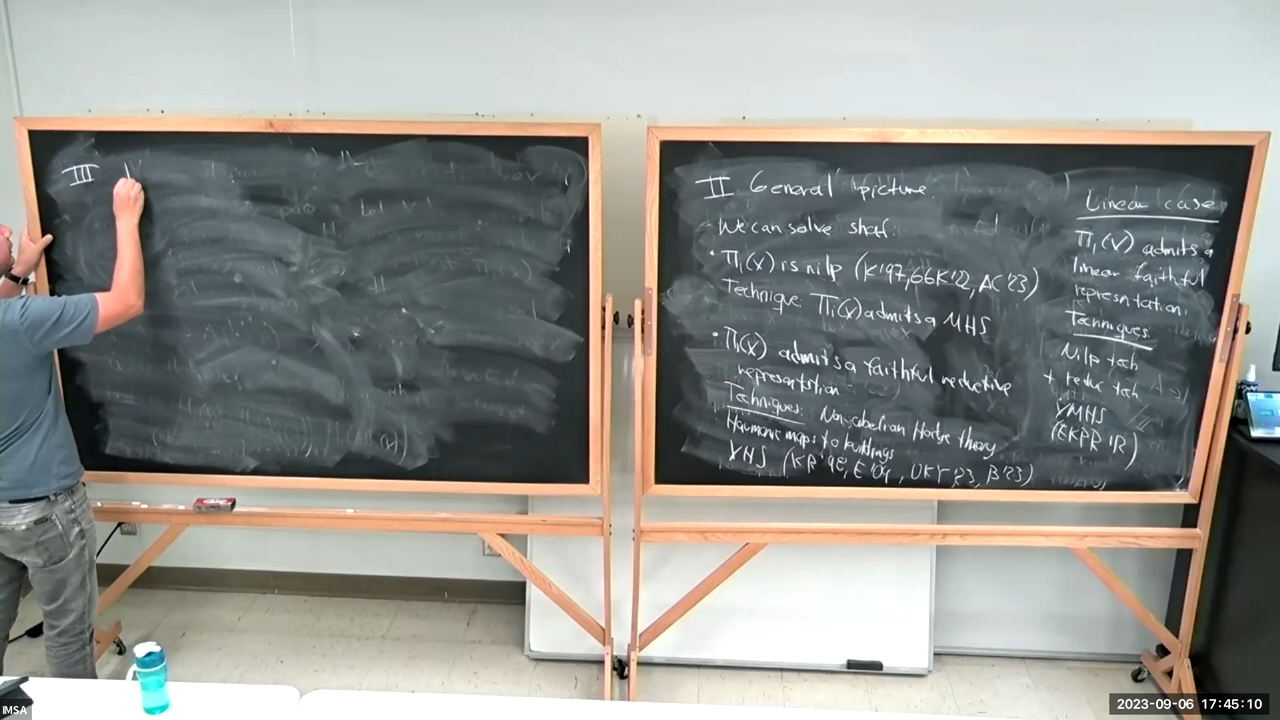 III
II General picture.
We can solve shaf:
• Π₁(X) is nilp (K'97, GGK'22, AC'23)
Technique: Π₁(X) admits a MHS
• Π₁(X) admits a faithful reductive
representation
Techniques: Nonabelian Hodge theory
Harmonic maps to buildings
VHS (KR'98, E'04, DKY'23, B'23)
Linear case
Π₁(X) admits a
linear faithful
representation.
Techniques:
Nilp tech
+ reduc tech
VMHS
(EKPR'12)
2023-09-06 17:45:10
IMSA